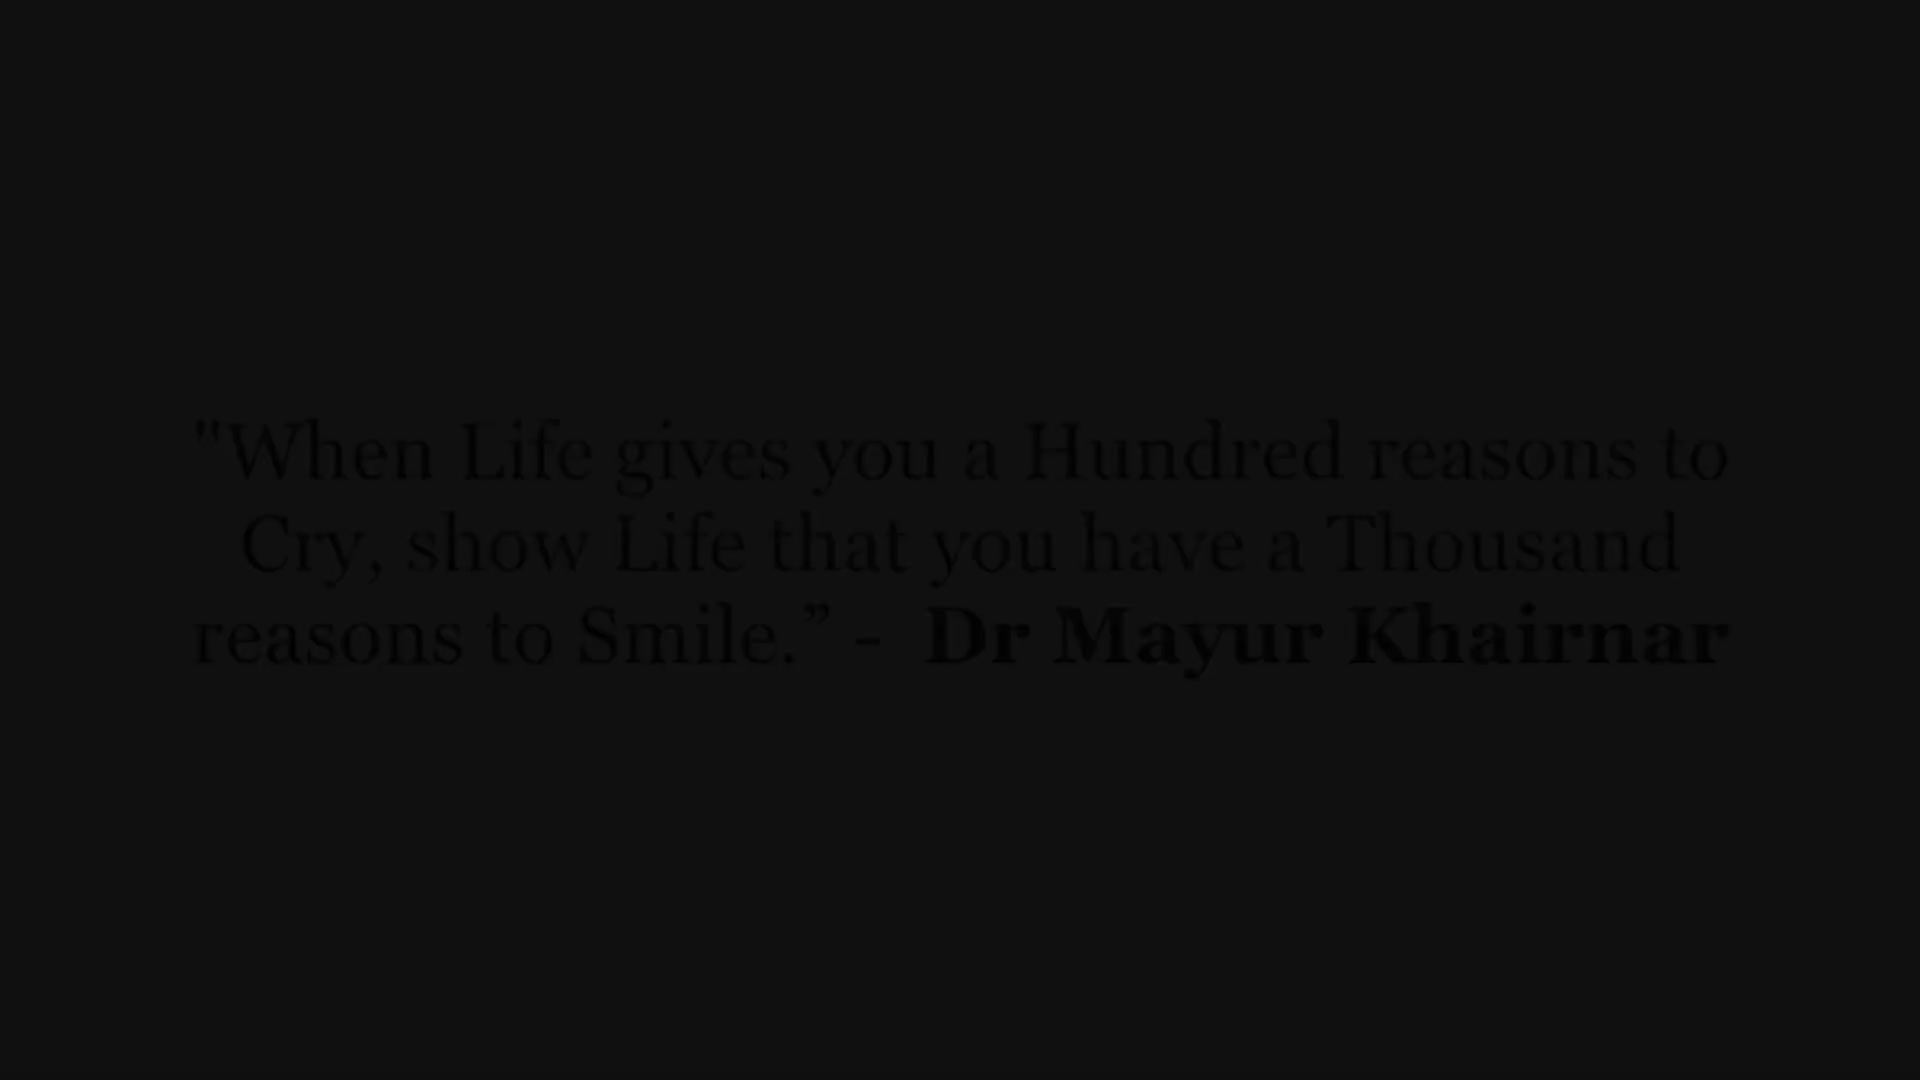 "When Life gives you a Hundred reasons to
Cry, show Life that you have a Thousand
reasons to Smile.” - Dr Mayur Khairnar